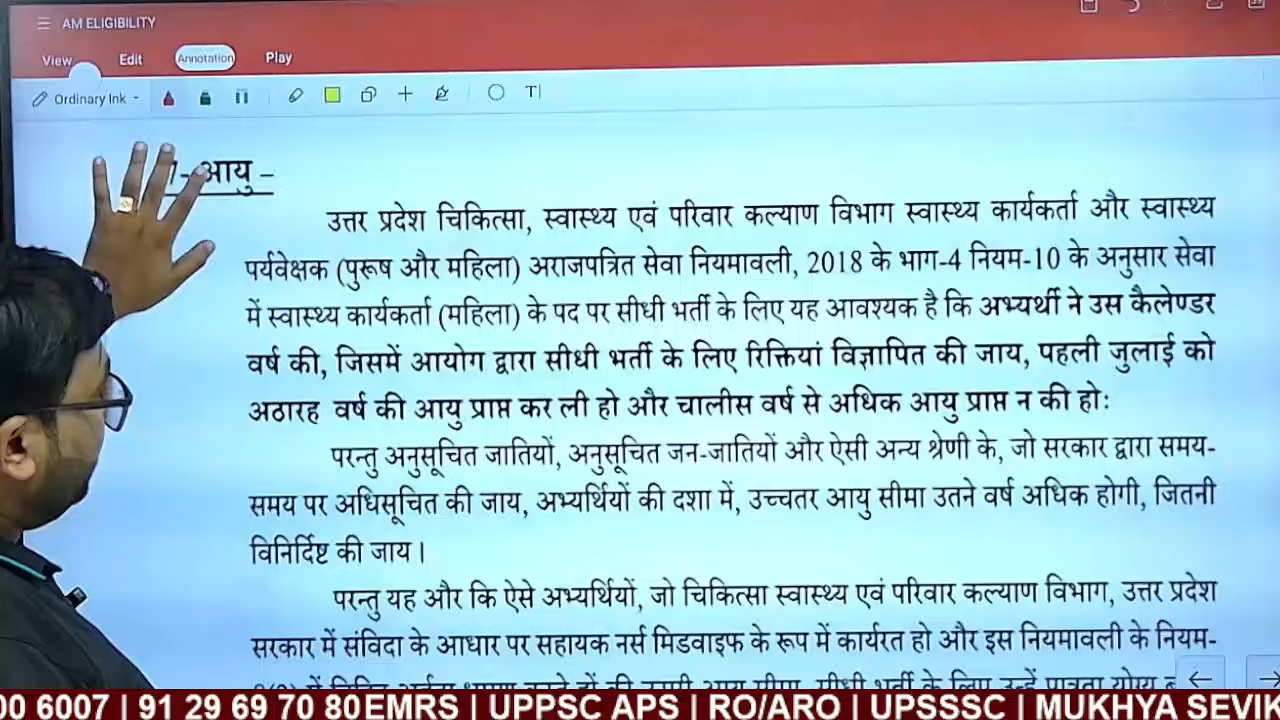 AM ELIGIBILITY
View Edit Annotation Play
Ordinary Ink
आयु –
उत्तर प्रदेश चिकित्सा, स्वास्थ्य एवं परिवार कल्याण विभाग स्वास्थ्य कार्यकर्ता और स्वास्थ्य
पर्यवेक्षक (पुरूष और महिला) अराजपत्रित सेवा नियमावली, 2018 के भाग-4 नियम-10 के अनुसार सेवा
में स्वास्थ्य कार्यकर्ता (महिला) के पद पर सीधी भर्ती के लिए यह आवश्यक है कि अभ्यर्थी ने उस कैलेण्डर
वर्ष की, जिसमें आयोग द्वारा सीधी भर्ती के लिए रिक्तियां विज्ञापित की जाय, पहली जुलाई को
अठारह वर्ष की आयु प्राप्त कर ली हो और चालीस वर्ष से अधिक आयु प्राप्त न की हो:
परन्तु अनुसूचित जातियों, अनुसूचित जन-जातियों और ऐसी अन्य श्रेणी के, जो सरकार द्वारा समय-
समय पर अधिसूचित की जाय, अभ्यर्थियों की दशा में, उच्चतर आयु सीमा उतने वर्ष अधिक होगी, जितनी
विनिर्दिष्ट की जाय।
परन्तु यह और कि ऐसे अभ्यर्थियों, जो चिकित्सा स्वास्थ्य एवं परिवार कल्याण विभाग, उत्तर प्रदेश
सरकार में संविदा के आधार पर सहायक नर्स मिडवाइफ के रूप में कार्यरत हो और इस नियमावली के नियम-
00 6007 | 91 29 69 70 80 EMRS | UPPSC APS | RO/ARO | UPSSSC | MUKHYA SEVIK